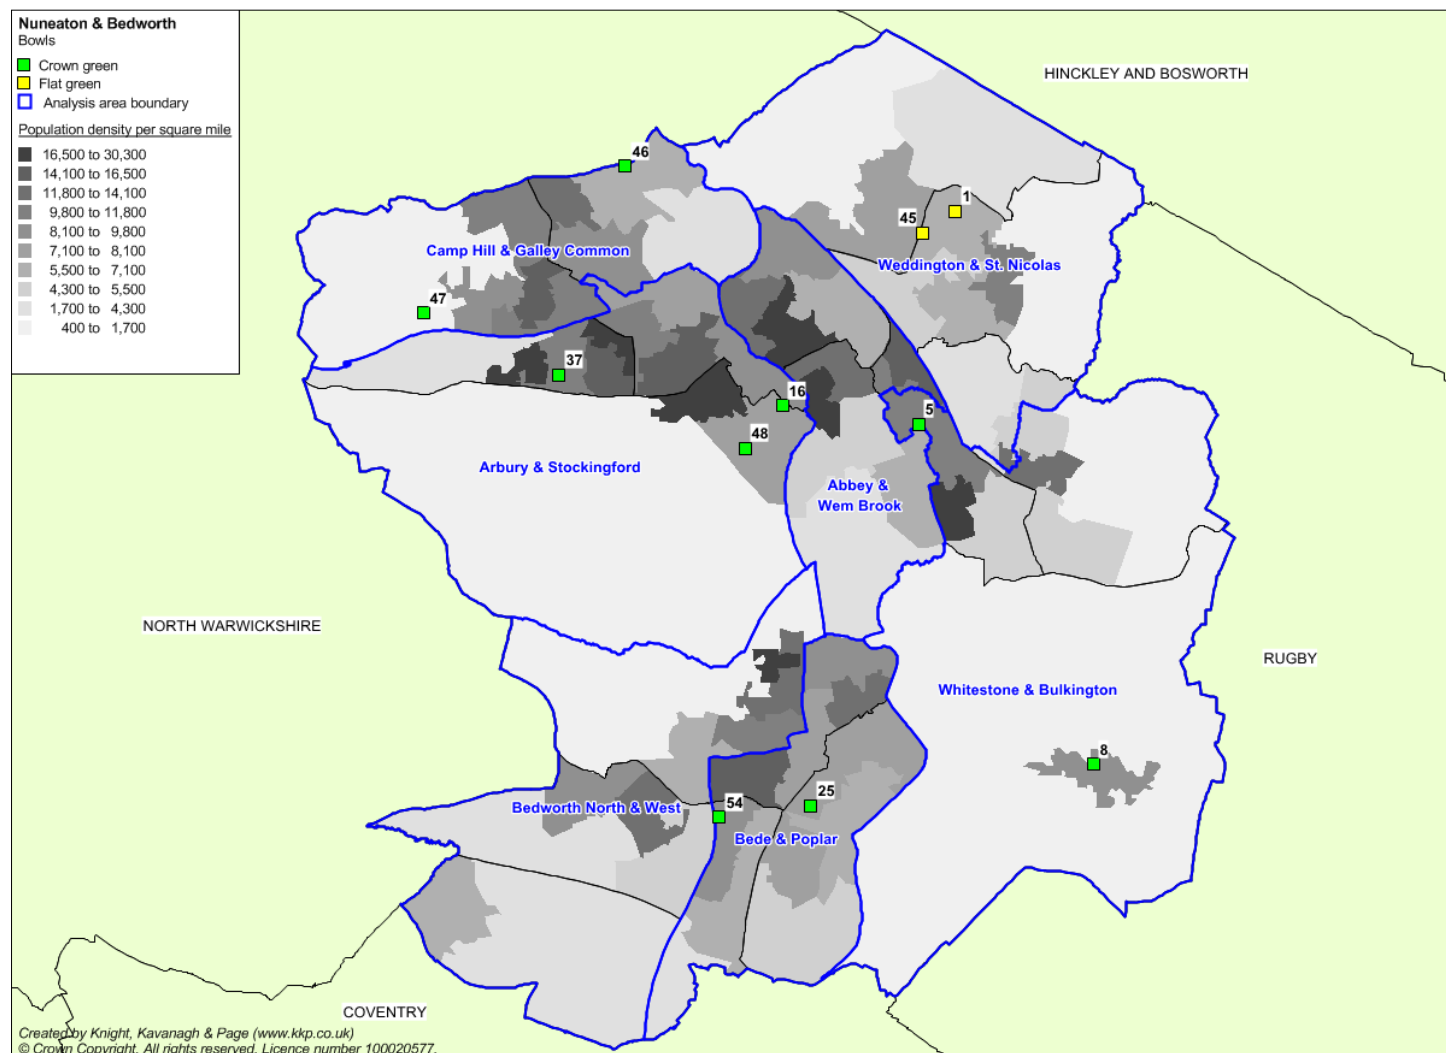 Nuneaton & Bedworth
Bowls
Crown green
Flat green
Analysis area boundary
Population density per square mile
16,500 to 30,300
14,100 to 16,500
11,800 to 14,100
9,800 to 11,800
8,100 to 9,800
7,100 to 8,100
5,500 to 7,100
4,300 to 5,500
1,700 to 4,300
400 to 1,700
HINCKLEY AND BOSWORTH
46
1
45
Camp Hill & Galley Common
Weddington & St. Nicolas
47
37
16
5
48
Arbury & Stockingford
Abbey &
Wem Brook
NORTH WARWICKSHIRE
RUGBY
Whitestone & Bulkington
8
25
54
Bedworth North & West
Bede & Poplar
COVENTRY
Created by Knight, Kavanagh & Page (www.kkp.co.uk)
© Crown Copyright. All rights reserved. Licence number 100020577.